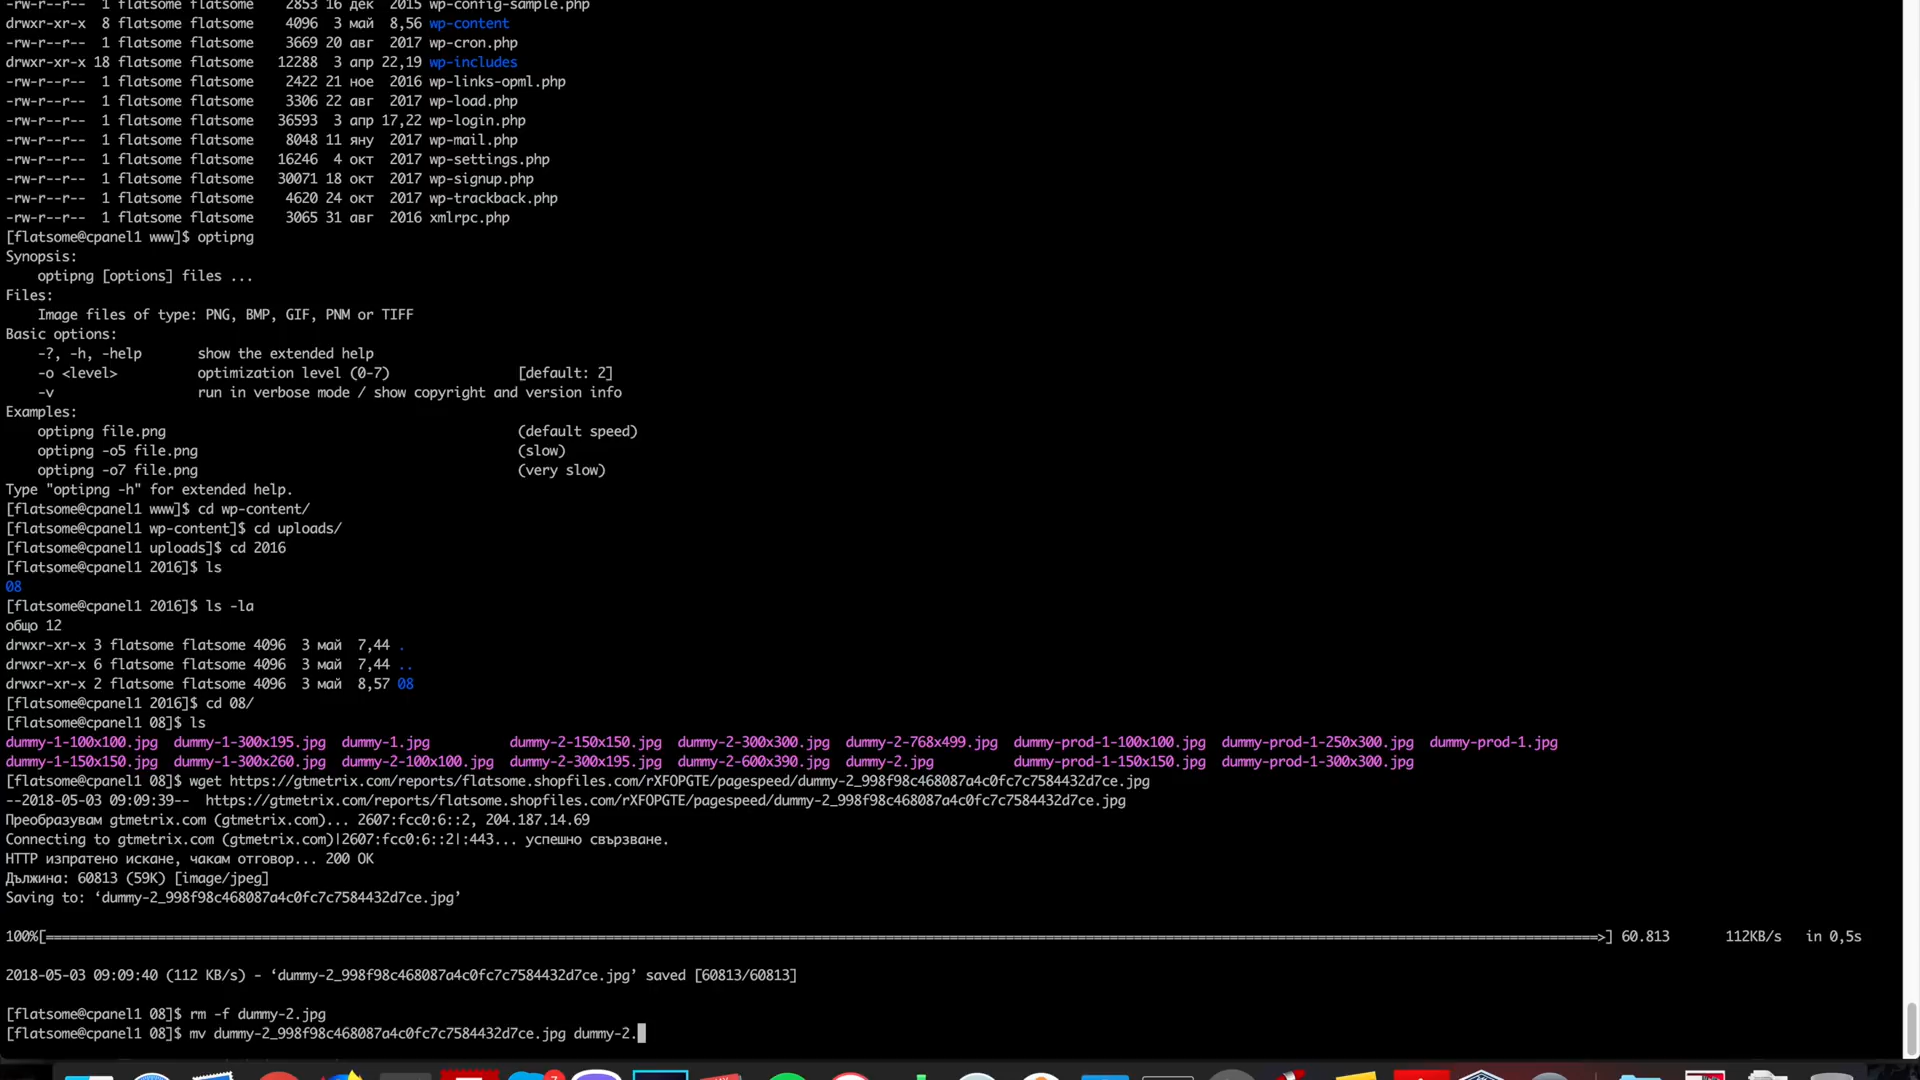 -rw-r--r--  1 flatsome flatsome    2853 16 дек  2015 wp-config-sample.php
drwxr-xr-x  8 flatsome flatsome    4096  3 май  8,56 wp-content
-rw-r--r--  1 flatsome flatsome    3669 20 авг  2017 wp-cron.php
drwxr-xr-x 18 flatsome flatsome   12288  3 апр 22,19 wp-includes
-rw-r--r--  1 flatsome flatsome    2422 21 ное  2016 wp-links-opml.php
-rw-r--r--  1 flatsome flatsome    3306 22 авг  2017 wp-load.php
-rw-r--r--  1 flatsome flatsome   36593  3 апр 17,22 wp-login.php
-rw-r--r--  1 flatsome flatsome    8048 11 яну  2017 wp-mail.php
-rw-r--r--  1 flatsome flatsome   16246  4 окт  2017 wp-settings.php
-rw-r--r--  1 flatsome flatsome   30071 18 окт  2017 wp-signup.php
-rw-r--r--  1 flatsome flatsome    4620 24 окт  2017 wp-trackback.php
-rw-r--r--  1 flatsome flatsome    3065 31 авг  2016 xmlrpc.php
[flatsome@cpanel1 www]$ optipng
Synopsis:
    optipng [options] files ...
Files:
    Image files of type: PNG, BMP, GIF, PNM or TIFF
Basic options:
    -?, -h, -help       show the extended help
    -o <level>          optimization level (0-7)                [default: 2]
    -v                  run in verbose mode / show copyright and version info
Examples:
    optipng file.png                                            (default speed)
    optipng -o5 file.png                                        (slow)
    optipng -o7 file.png                                        (very slow)
Type "optipng -h" for extended help.
[flatsome@cpanel1 www]$ cd wp-content/
[flatsome@cpanel1 wp-content]$ cd uploads/
[flatsome@cpanel1 uploads]$ cd 2016
[flatsome@cpanel1 2016]$ ls
08
[flatsome@cpanel1 2016]$ ls -la
общо 12
drwxr-xr-x 3 flatsome flatsome 4096  3 май  7,44 .
drwxr-xr-x 6 flatsome flatsome 4096  3 май  7,44 ..
drwxr-xr-x 2 flatsome flatsome 4096  3 май  8,57 08
[flatsome@cpanel1 2016]$ cd 08/
[flatsome@cpanel1 08]$ ls
dummy-1-100x100.jpg  dummy-1-300x195.jpg  dummy-1.jpg          dummy-2-150x150.jpg  dummy-2-300x300.jpg  dummy-2-768x499.jpg  dummy-prod-1-100x100.jpg  dummy-prod-1-250x300.jpg  dummy-prod-1.jpg
dummy-1-150x150.jpg  dummy-1-300x260.jpg  dummy-2-100x100.jpg  dummy-2-300x195.jpg  dummy-2-600x390.jpg  dummy-2.jpg          dummy-prod-1-150x150.jpg  dummy-prod-1-300x300.jpg
[flatsome@cpanel1 08]$ wget https://gtmetrix.com/reports/flatsome.shopfiles.com/rXFOPGTE/pagespeed/dummy-2_998f98c468087a4c0fc7c7584432d7ce.jpg
--2018-05-03 09:09:39--  https://gtmetrix.com/reports/flatsome.shopfiles.com/rXFOPGTE/pagespeed/dummy-2_998f98c468087a4c0fc7c7584432d7ce.jpg
Преобразувам gtmetrix.com (gtmetrix.com)... 2607:fcc0:6::2, 204.187.14.69
Connecting to gtmetrix.com (gtmetrix.com)|2607:fcc0:6::2|:443... успешно свързване.
HTTP изпратено искане, чакам отговор... 200 OK
Дължина: 60813 (59K) [image/jpeg]
Saving to: ‘dummy-2_998f98c468087a4c0fc7c7584432d7ce.jpg’
100%[======================================>] 60.813       112KB/s   in 0,5s
2018-05-03 09:09:40 (112 KB/s) - ‘dummy-2_998f98c468087a4c0fc7c7584432d7ce.jpg’ saved [60813/60813]
[flatsome@cpanel1 08]$ rm -f dummy-2.jpg
[flatsome@cpanel1 08]$ mv dummy-2_998f98c468087a4c0fc7c7584432d7ce.jpg dummy-2.